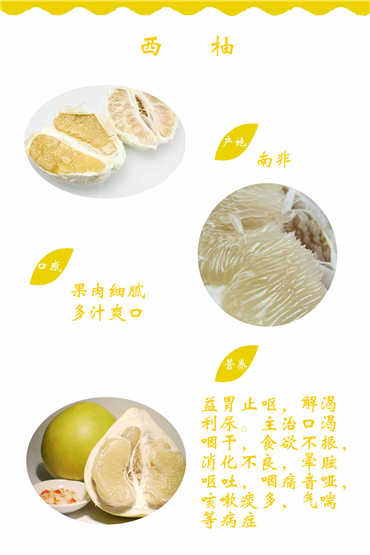 西 柚
产地
南非
口感
果肉细腻
多汁爽口
营养
益胃止呕，解渴
利尿。主治口渴
咽干，食欲不振，
消化不良，晕眩
呕吐，咽痛音哑，
咳嗽痰多，气喘
等病症